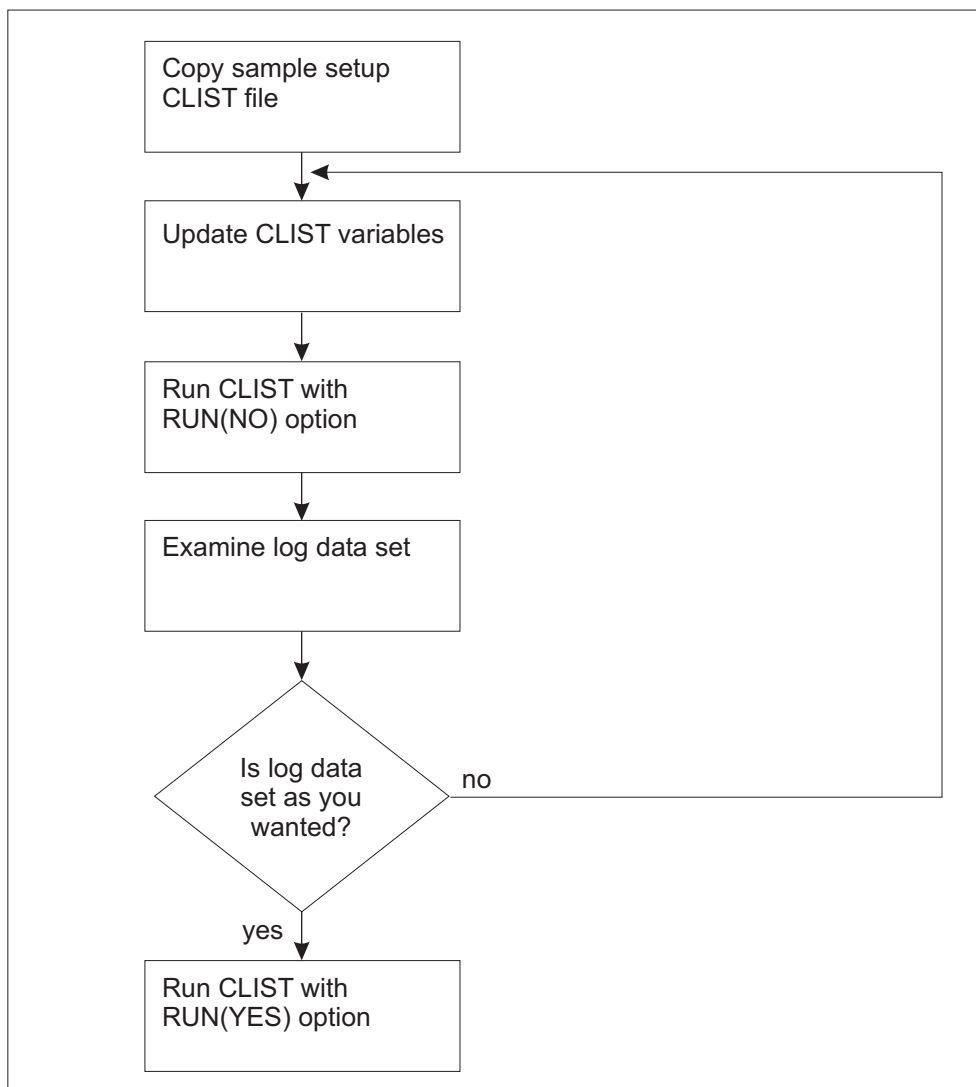 Copy sample setup
CLIST file
Update CLIST variables
Run CLIST with
RUN(NO) option
Examine log data set
Is log data
set as you
wanted?
no
yes
Run CLIST with
RUN(YES) option